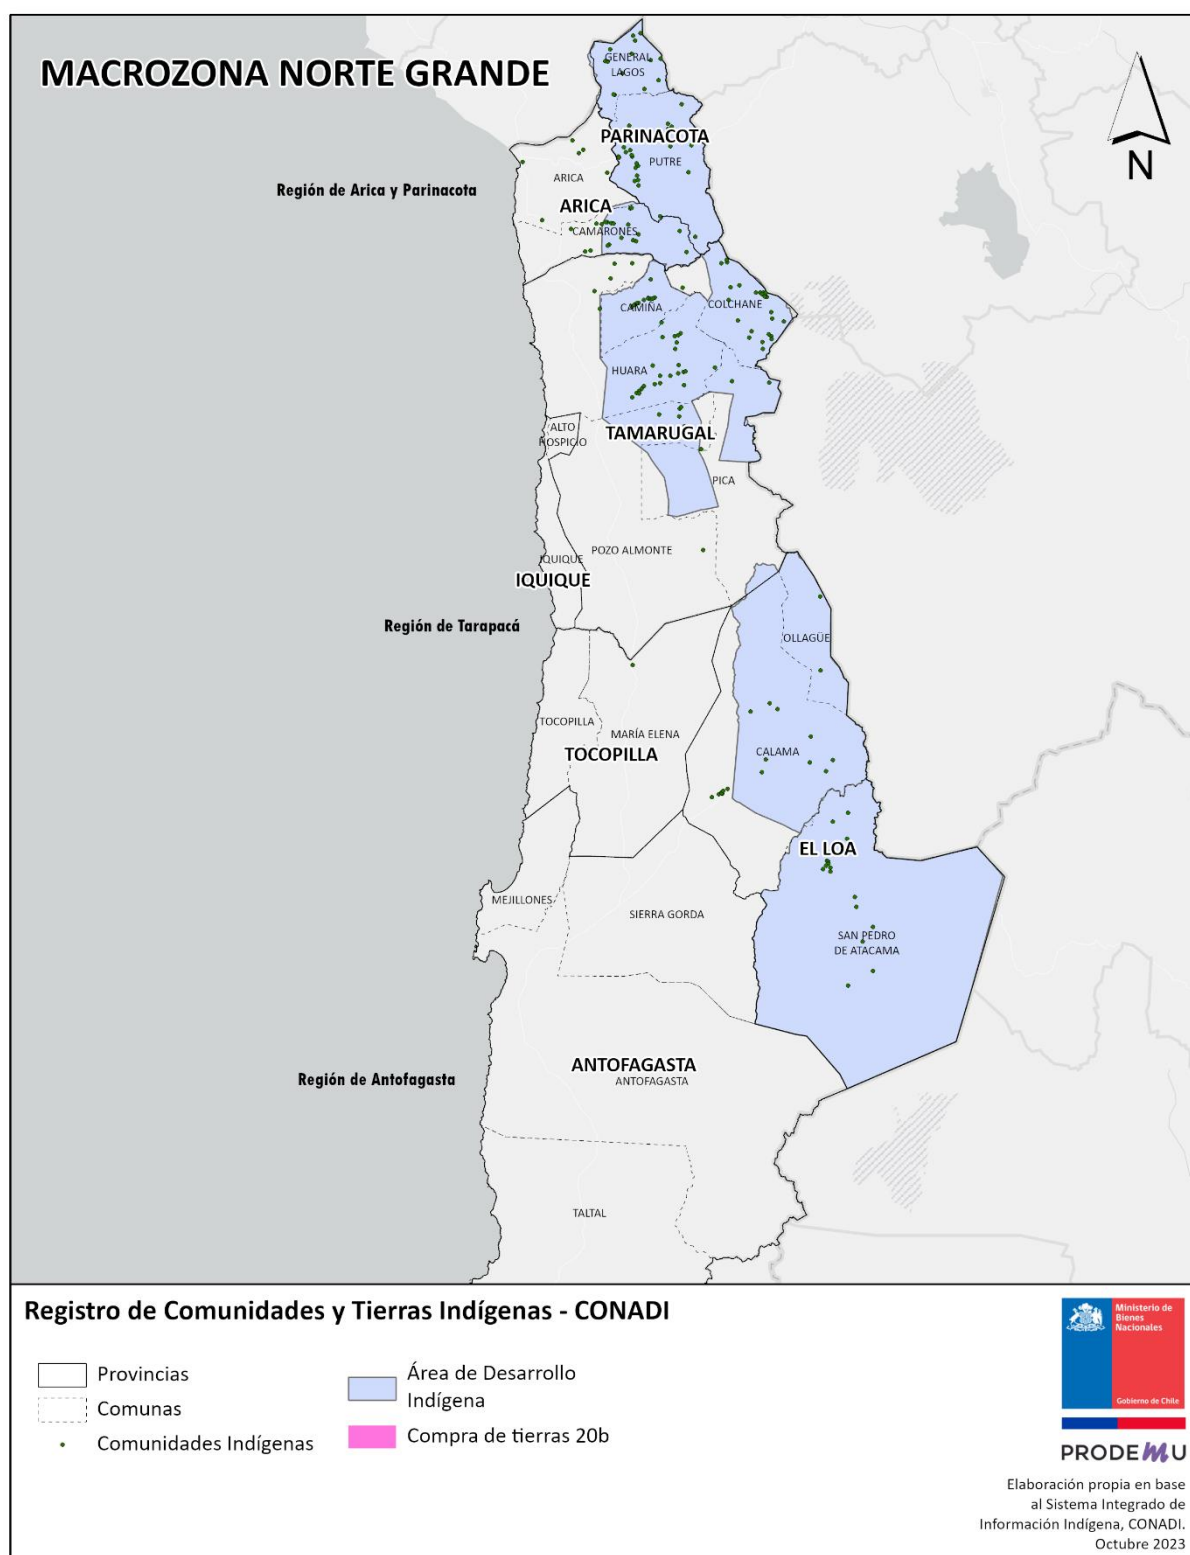 MACROZONA NORTE GRANDE
GENERAL
LAGOS
PARINACOTA
PUTRE
N
Región de Arica y Parinacota
ARICA
ARICA
CAMARONES
CAMIÑA
COLCHANE
HUARA
ALTO
HOSPICIO
TAMARUGAL
PICA
POZO ALMONTE
IQUIQUE
IQUIQUE
Región de Tarapacá
OLLAGÜE
TOCOPILLA
MARÍA ELENA
TOCOPILLA
CALAMA
EL LOA
MEJILLONES
SIERRA GORDA
SAN PEDRO
DE ATACAMA
ANTOFAGASTA
ANTOFAGASTA
Región de Antofagasta
TALTAL
Registro de Comunidades y Tierras Indígenas - CONADI
Provincias
Comunas
Comunidades Indígenas
Área de Desarrollo
Indígena
Compra de tierras 20b
Ministerio de
Bienes
Nacionales
Gobierno de Chile
PRODEMU
Elaboración propia en base
al Sistema Integrado de
Información Indígena, CONADI.
Octubre 2023